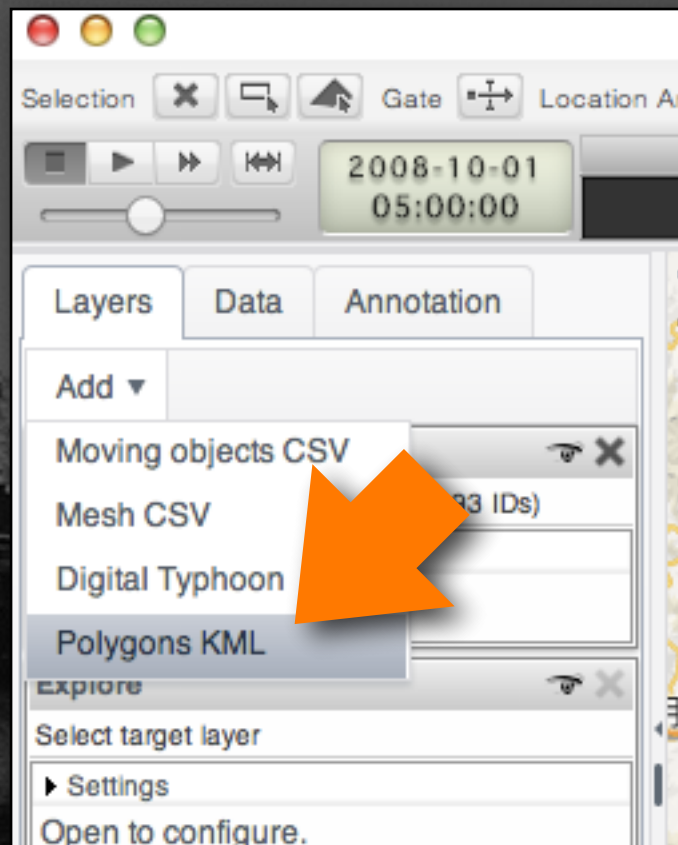 Selection Gate Location A
2008-10-01
05:00:00
Layers Data Annotation
Add
Moving objects CSV
93 IDs)
Mesh CSV
Digital Typhoon
Polygons KML
Explore
Select target layer
Settings
Open to configure.